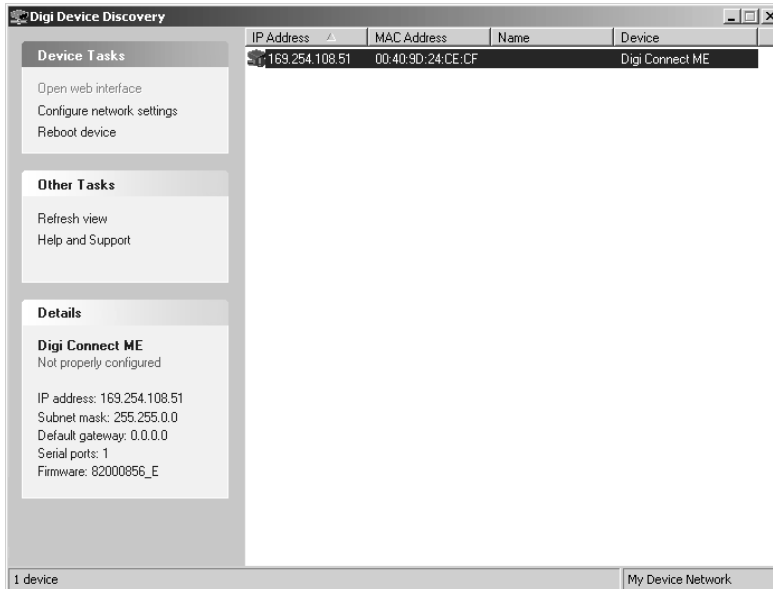 Digi Device Discovery
IP Address MAC Address Name Device
169.254.108.51 00:40:9D:24:CE:CF Digi Connect ME
Device Tasks
Open web interface
Configure network settings
Reboot device
Other Tasks
Refresh view
Help and Support
Details
Digi Connect ME
Not properly configured
IP address: 169.254.108.51
Subnet mask: 255.255.0.0
Default gateway: 0.0.0.0
Serial ports: 1
Firmware: 82000856_E
1 device My Device Network